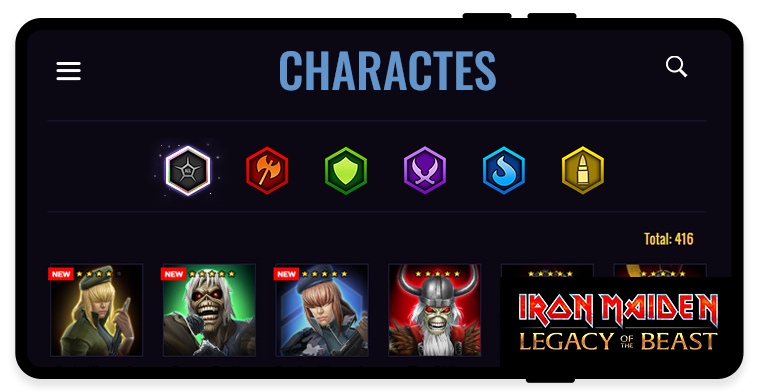 CHARACTES
Total: 416
NEW
NEW
NEW
IRON MAIDEN
LEGACY OF THE BEAST